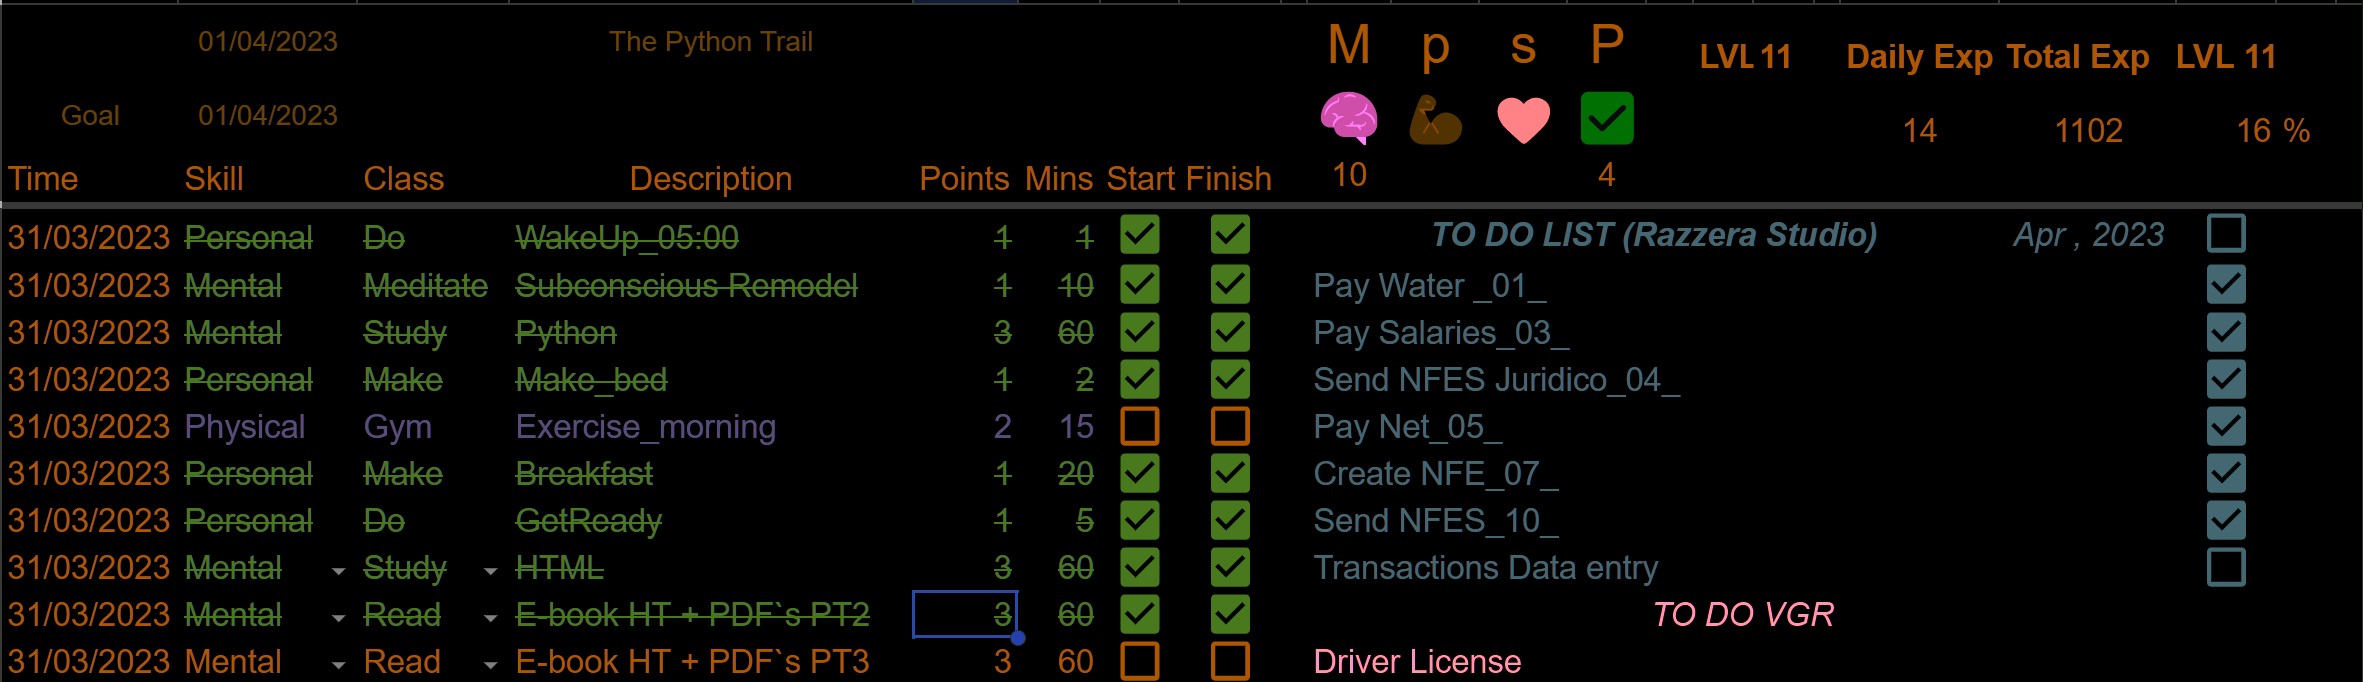 01/04/2023 The Python Trail M p s P LVL 11 Daily Exp Total Exp LVL 11
Goal 01/04/2023 14 1102 16 %
Time Skill Class Description Points Mins Start Finish 10 4
31/03/2023 Personal Do WakeUp_05:00 1 1 TO DO LIST (Razzera Studio) Apr , 2023
31/03/2023 Mental Meditate Subconscious Remodel 1 10 Pay Water _01_
31/03/2023 Mental Study Python 3 60 Pay Salaries_03_
31/03/2023 Personal Make Make_bed 1 2 Send NFES Juridico_04_
31/03/2023 Physical Gym Exercise_morning 2 15 Pay Net_05_
31/03/2023 Personal Make Breakfast 1 20 Create NFE_07_
31/03/2023 Personal Do GetReady 1 5 Send NFES_10_
31/03/2023 Mental Study HTML 3 60 Transactions Data entry
31/03/2023 Mental Read E-book HT + PDF`s PT2 3 60 TO DO VGR
31/03/2023 Mental Read E-book HT + PDF`s PT3 3 60 Driver License